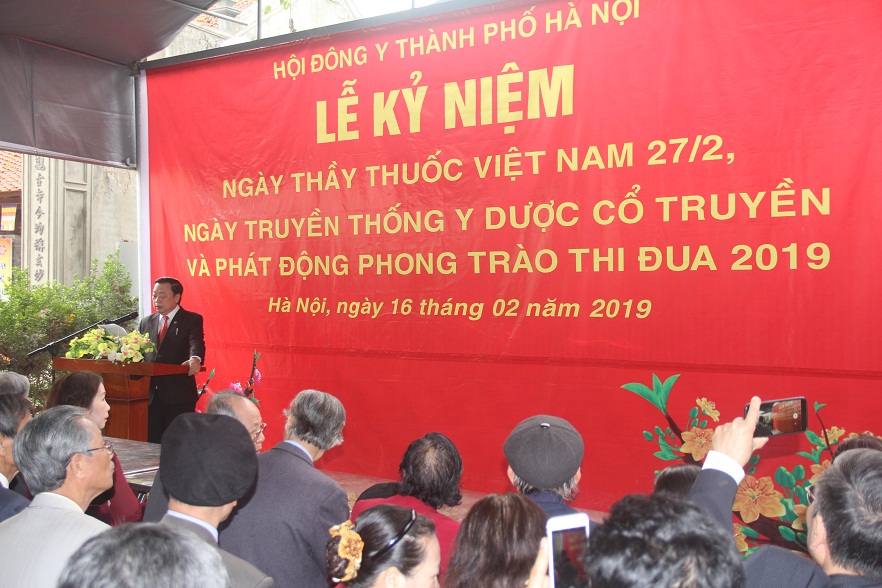 HỘI ĐÔNG Y THÀNH PHỐ HÀ NỘI
LỄ KỶ NIỆM
NGÀY THẦY THUỐC VIỆT NAM 27/2,
NGÀY TRUYỀN THỐNG Y DƯỢC CỔ TRUYỀN
VÀ PHÁT ĐỘNG PHONG TRÀO THI ĐUA 2019
Hà Nội, ngày 16 tháng 02 năm 2019